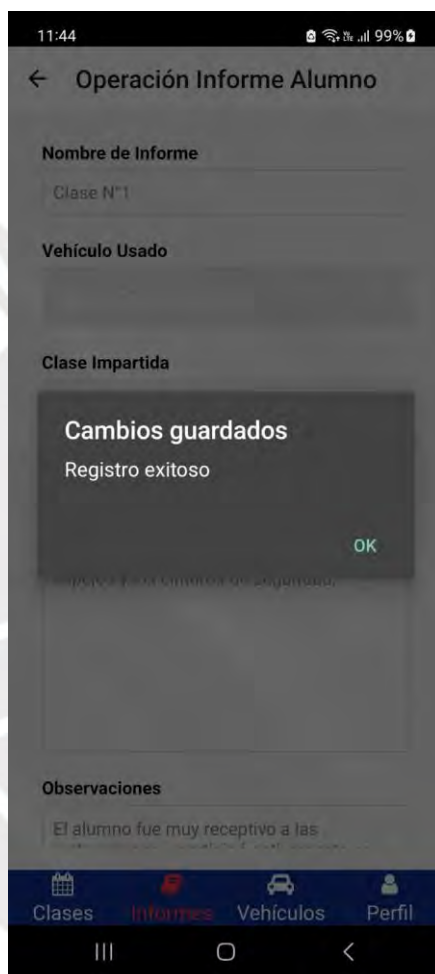 11:44
99%
Operación Informe Alumno
Nombre de Informe
Clase N°1
Vehículo Usado
Clase Impartida
Cambios guardados
Registro exitoso
OK
Observaciones
El alumno fue muy receptivo a las
Clases Informes Vehículos Perfil